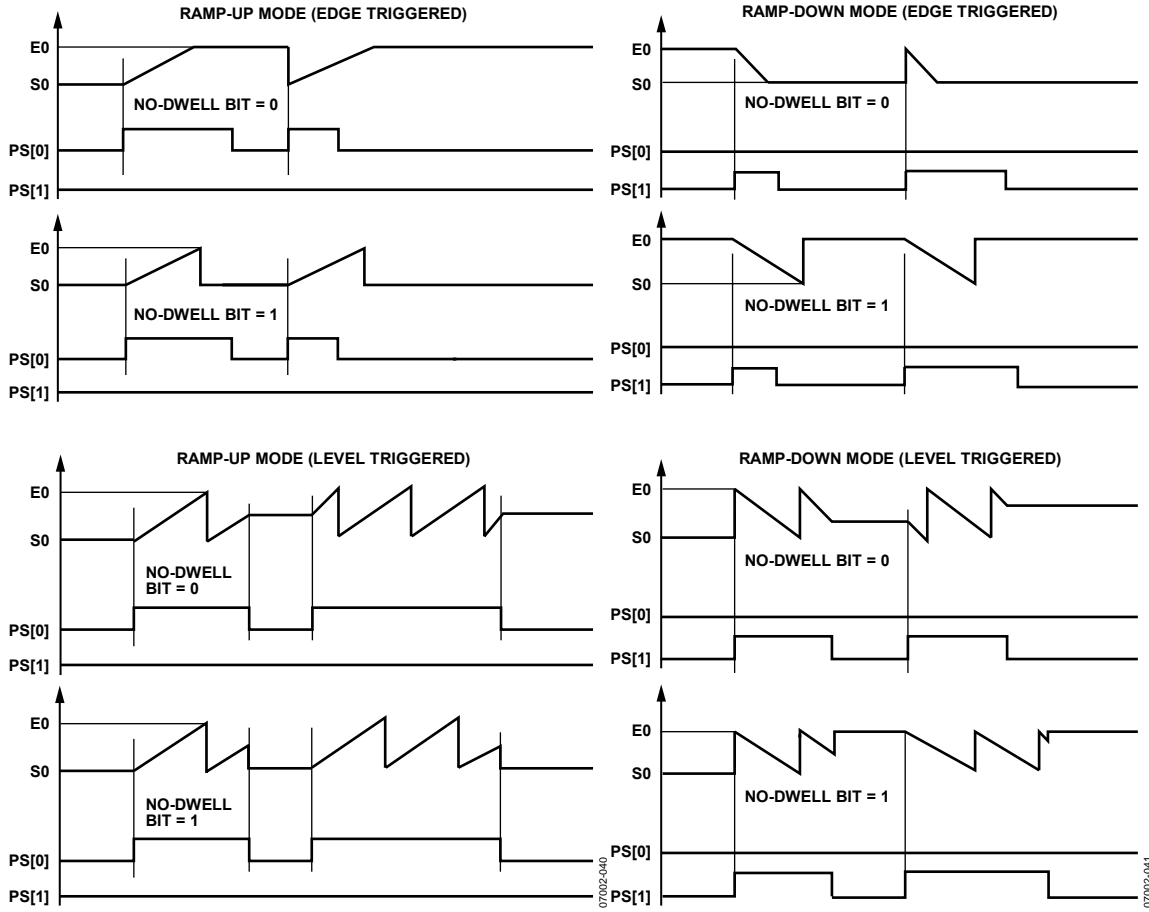 RAMP-UP MODE (EDGE TRIGGERED)
E0
S0
NO-DWELL BIT = 0
PS[0]
PS[1]
E0
S0
NO-DWELL BIT = 1
PS[0]
PS[1]
RAMP-DOWN MODE (EDGE TRIGGERED)
E0
S0
NO-DWELL BIT = 0
PS[0]
PS[1]
E0
S0
NO-DWELL BIT = 1
PS[0]
PS[1]
RAMP-UP MODE (LEVEL TRIGGERED)
E0
S0
NO-DWELL
BIT = 0
PS[0]
PS[1]
E0
S0
NO-DWELL
BIT = 1
PS[0]
PS[1]
07002-040
RAMP-DOWN MODE (LEVEL TRIGGERED)
E0
S0
NO-DWELL BIT = 0
PS[0]
PS[1]
E0
S0
NO-DWELL BIT = 1
PS[0]
PS[1]
07002-041